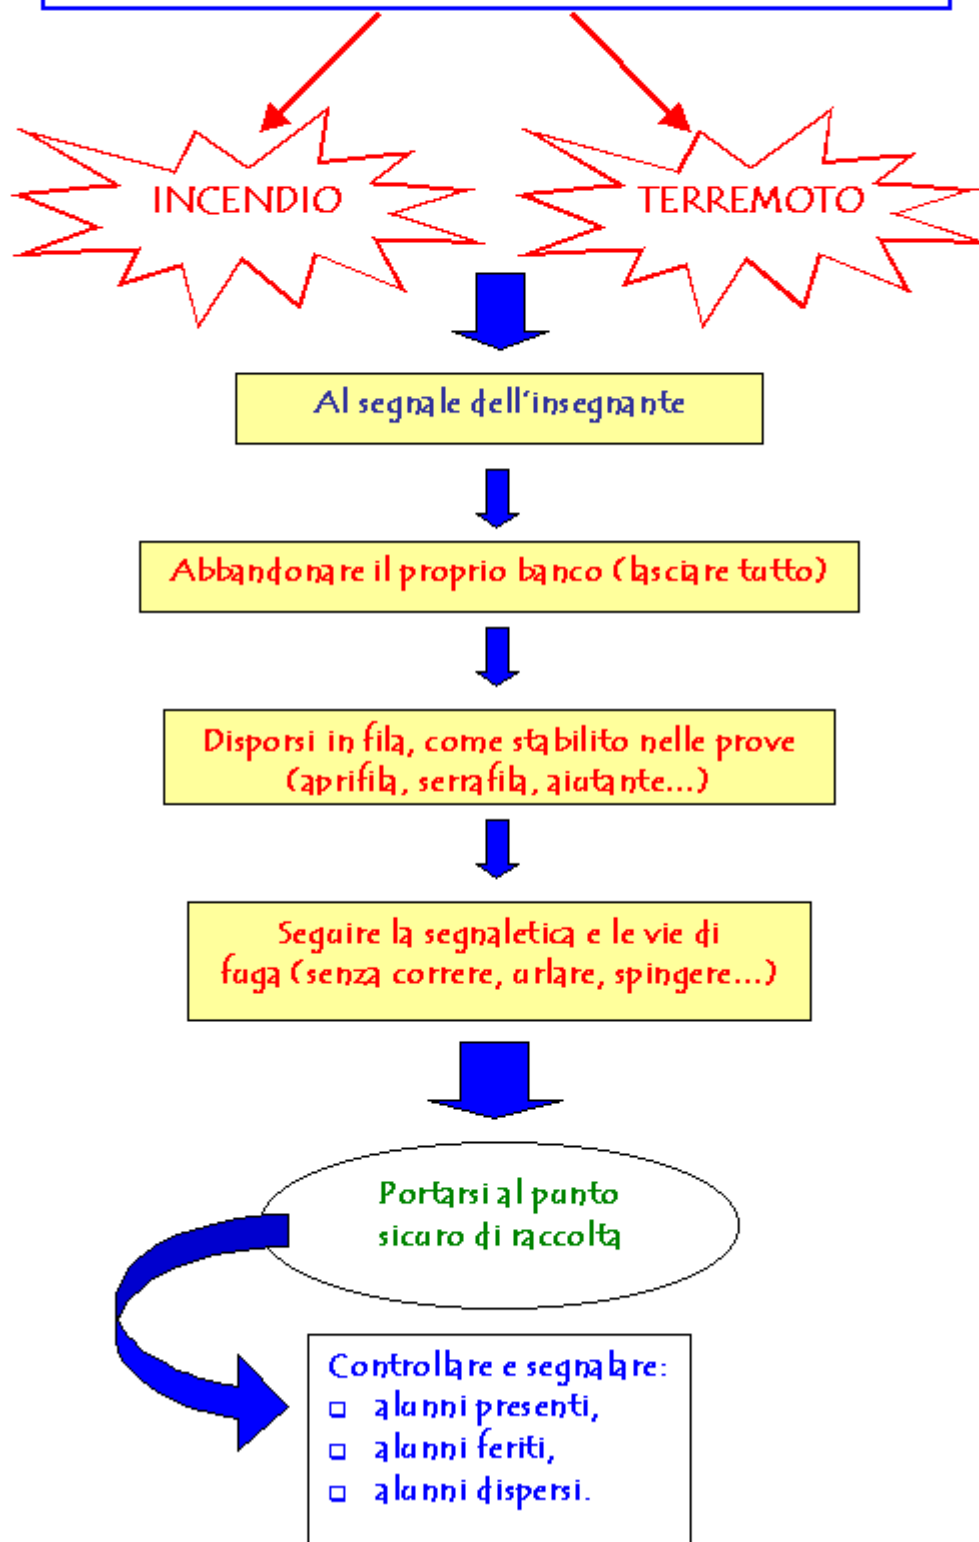 INCENDIO
TERREMOTO
Al segnale dell'insegnante
Abbandonare il proprio banco (lasciare tutto)
Disporsi in fila, come stabilito nelle prove
(aprifila, serrafila, aiutante...)
Seguire la segnaletica e le vie di
fuga (senza correre, urlare, spingere...)
Portarsi al punto
sicuro di raccolta
Controllare e segnalare:
alunni presenti,
alunni feriti,
alunni dispersi.